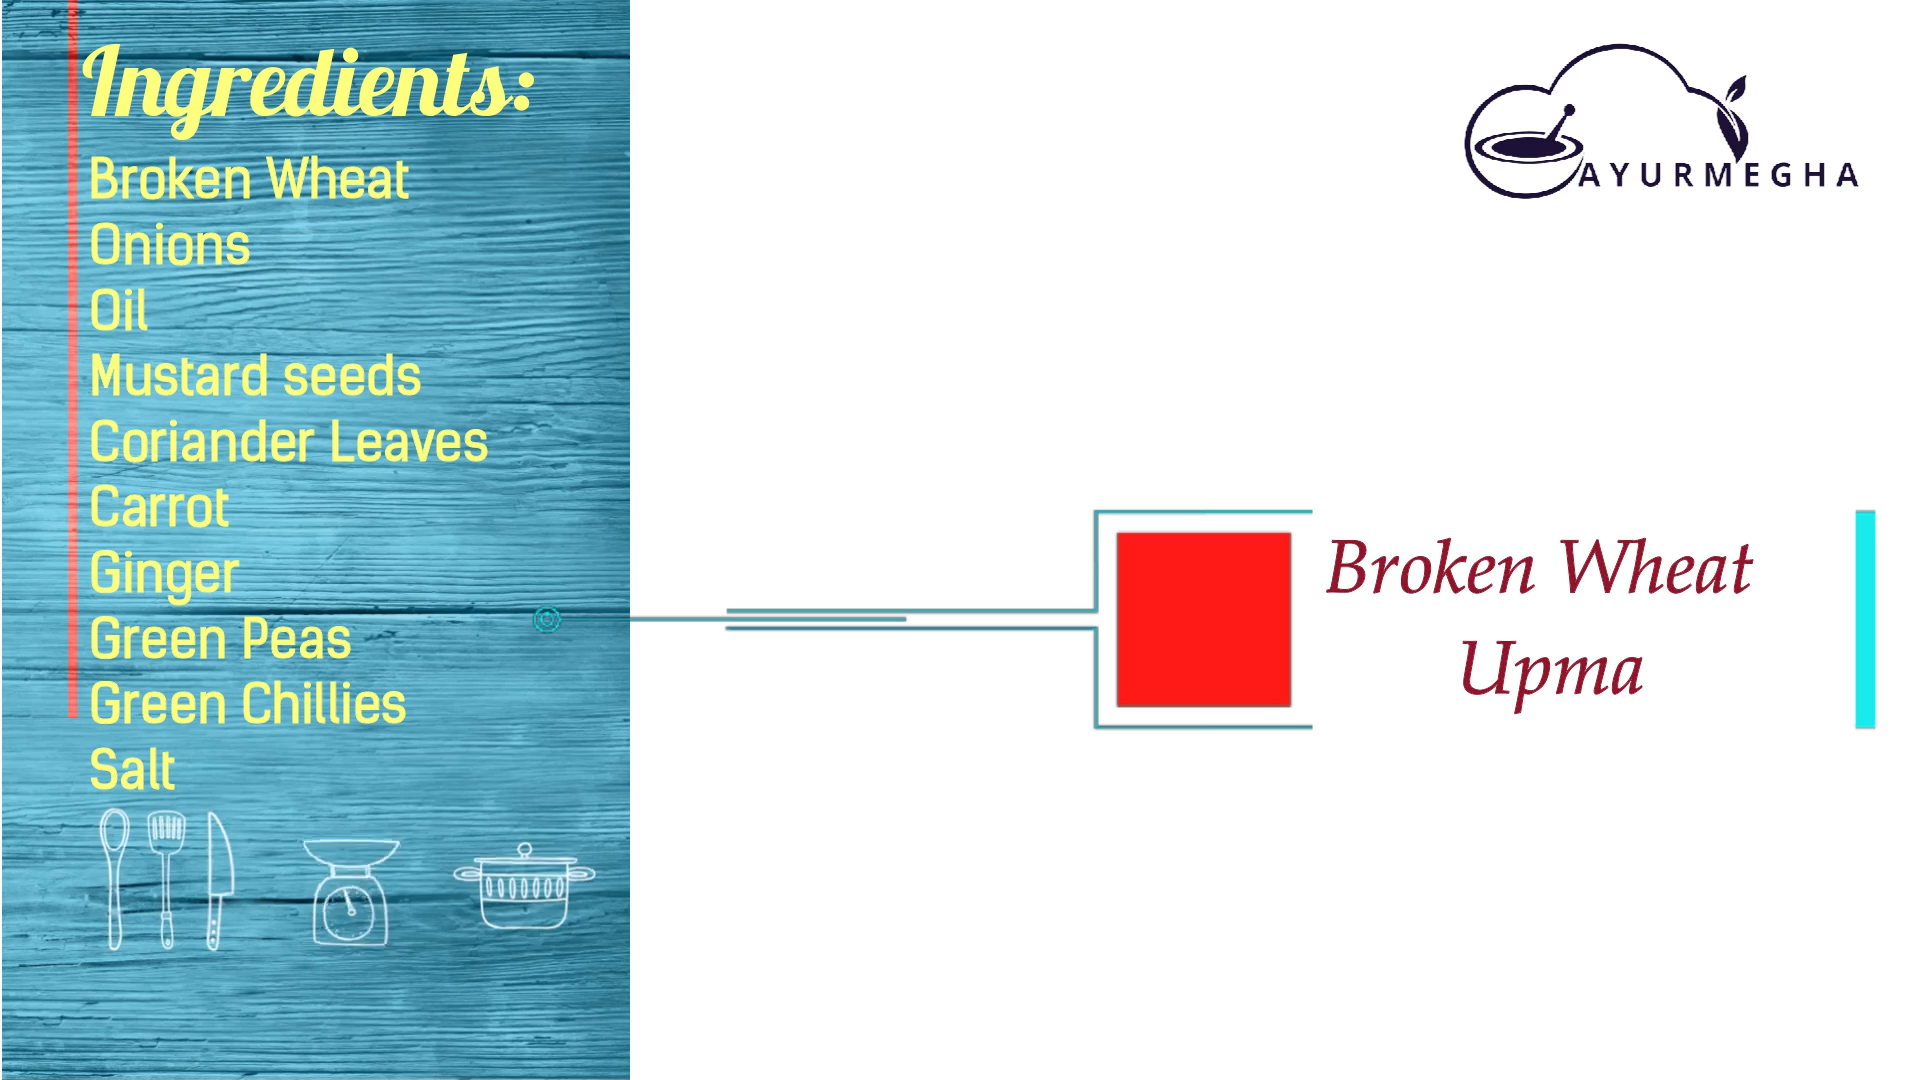 Ingredients:
Broken Wheat
Onions
Oil
Mustard seeds
Coriander Leaves
Carrot
Ginger
Green Peas
Green Chillies
Salt
AYURMEGHA
Broken Wheat
Upma